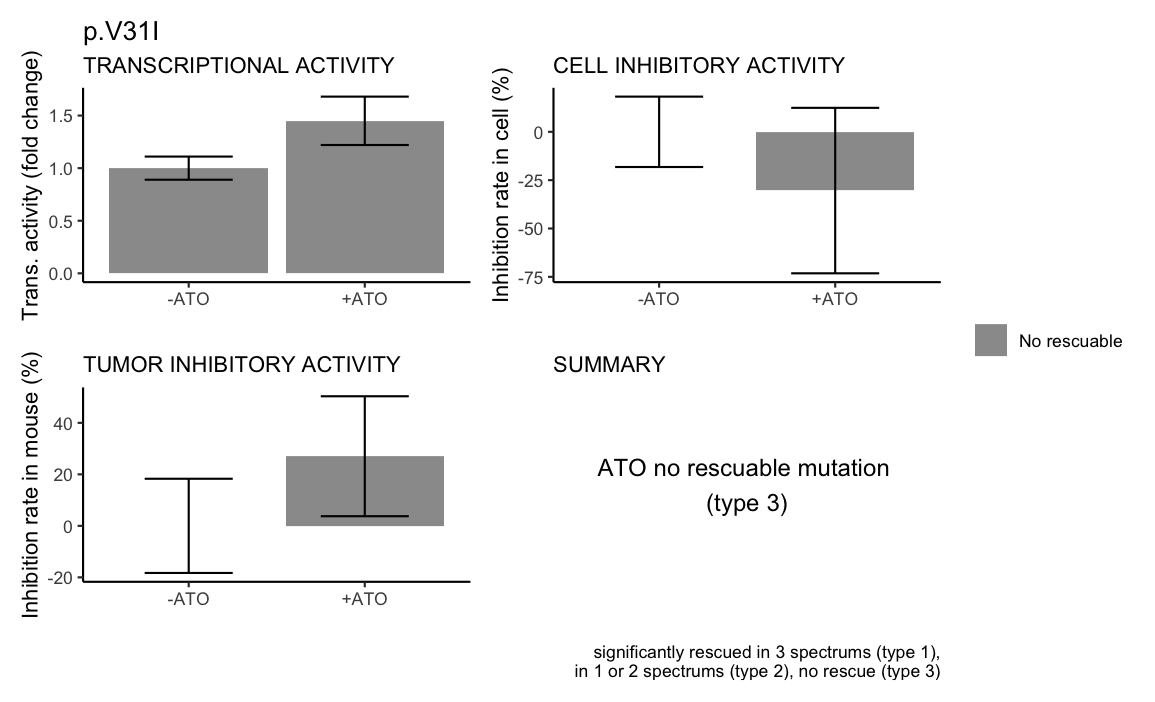 p.V31I
TRANSCRIPTIONAL ACTIVITY
Trans. activity (fold change)
1.5
1.0
0.5
0.0
-ATO
+ATO
CELL INHIBITORY ACTIVITY
Inhibition rate in cell (%)
0
-25
-50
-75
-ATO
+ATO
No rescuable
TUMOR INHIBITORY ACTIVITY
Inhibition rate in mouse (%)
40
20
0
-20
-ATO
+ATO
SUMMARY
ATO no rescuable mutation
(type 3)
significantly rescued in 3 spectrums (type 1),
in 1 or 2 spectrums (type 2), no rescue (type 3)